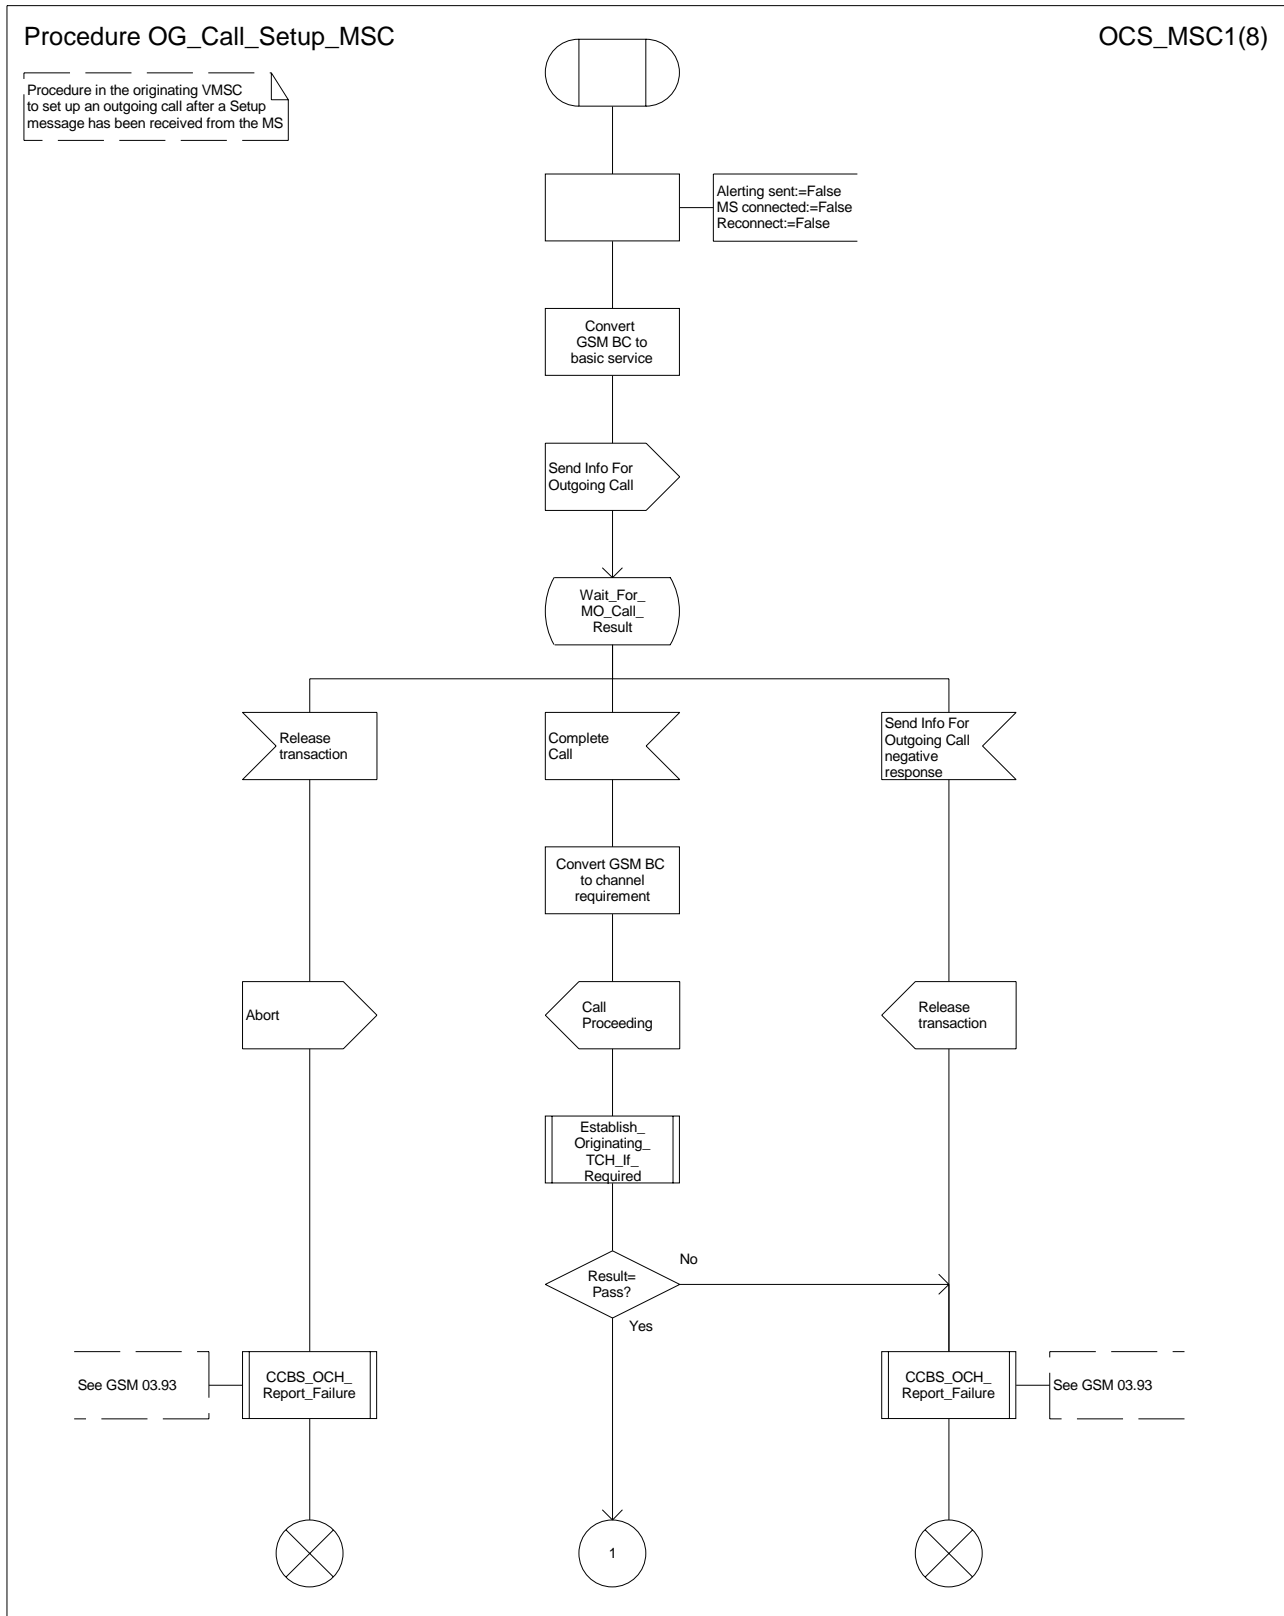 Procedure OG_Call_Setup_MSC
OCS_MSC1(8)
Procedure in the originating VMSC
to set up an outgoing call after a Setup
message has been received from the MS
Alerting sent:=False
MS connected:=False
Reconnect:=False
Convert
GSM BC to
basic service
Send Info For
Outgoing Call
Wait_For_
MO_Call_
Result
Release
transaction
Complete
Call
Send Info For
Outgoing Call
negative
response
Convert GSM BC
to channel
requirement
Abort
Call
Proceeding
Release
transaction
Establish_
Originating_
TCH_If_
Required
Result=
Pass?
No
Yes
See GSM 03.93
CCBS_OCH_
Report_Failure
CCBS_OCH_
Report_Failure
See GSM 03.93
1